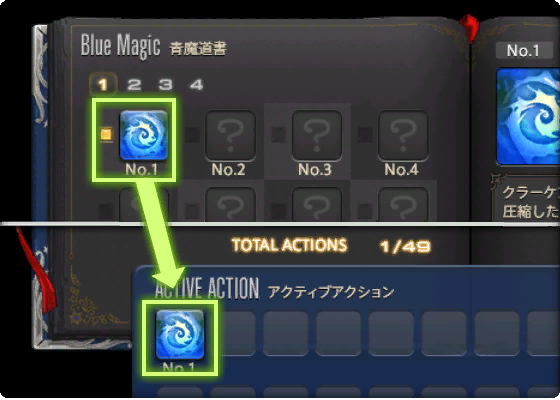 Blue Magic 青魔道書
1 2 3 4
No.1
?
?
?
No.1 No.2 No.3 No.4
?
?
?
クラーケ
圧縮した
TOTAL ACTIONS 1/49
ACTIVE ACTION アクティブアクション
No.1